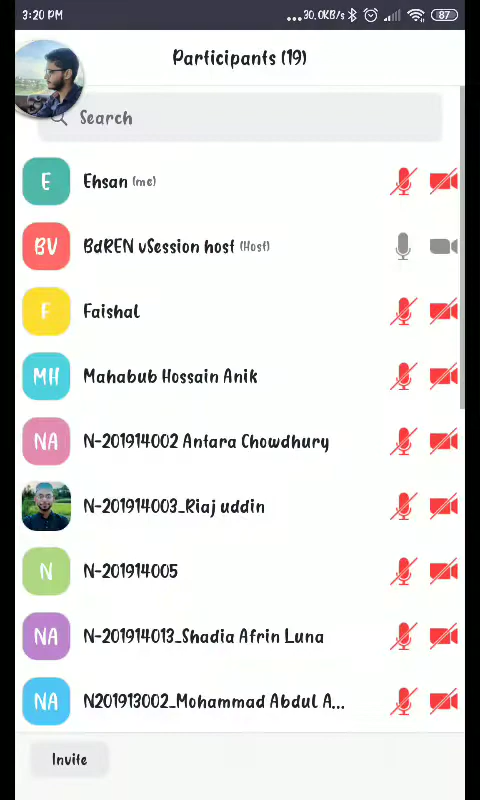 3:20 PM ...30.0KB/s 87
Participants (19)
Search
E Ehsan (me)
BV BdREN vSession host (Host)
F Faishal
MH Mahabub Hossain Anik
NA N-201914002 Antara Chowdhury
N-201914003_Riaj uddin
N N-201914005
NA N-201914013_Shadia Afrin Luna
NA N201913002_Mohammad Abdul A...
Invite